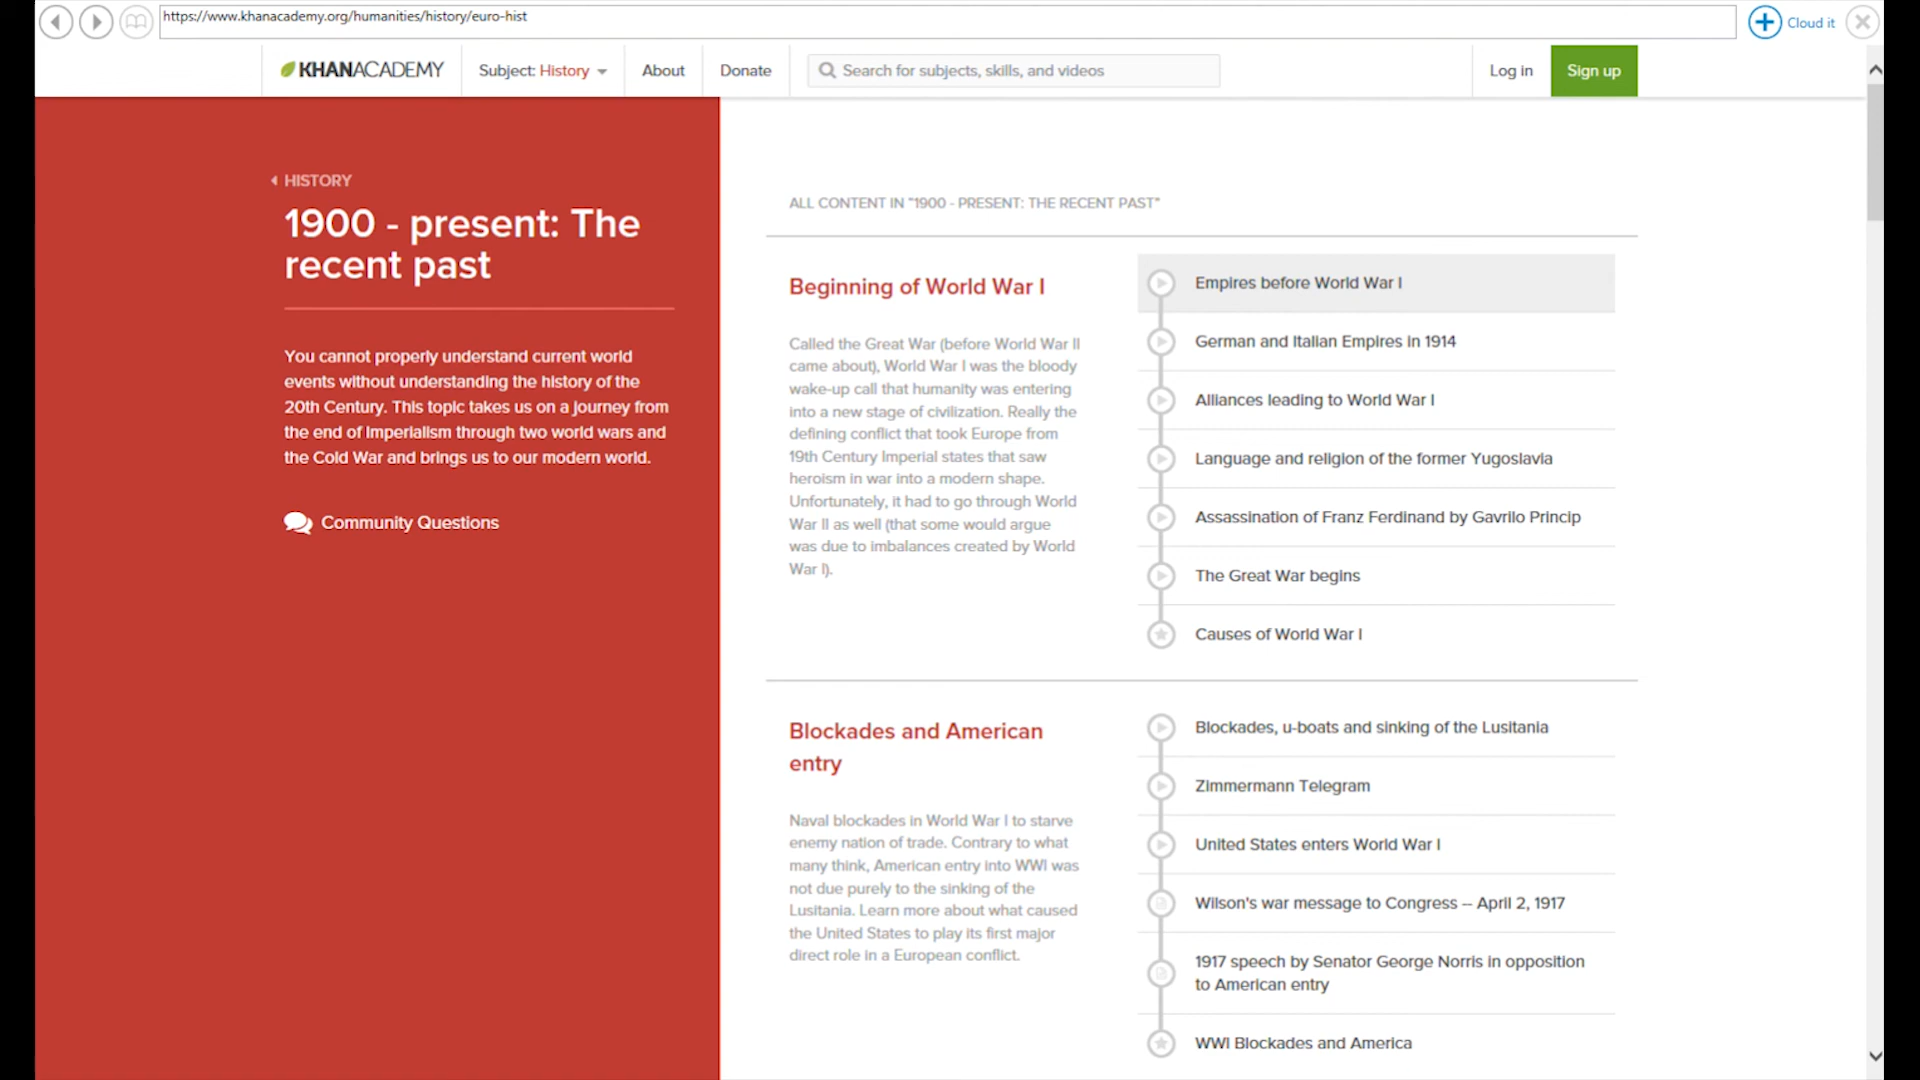 https://www.khanacademy.org/humanities/history/euro-hist
Cloud it
KHANACADEMY
Subject: History
About
Donate
Search for subjects, skills, and videos
Log in
Sign up
HISTORY
1900 - present: The
recent past
You cannot properly understand current world
events without understanding the history of the
20th Century. This topic takes us on a journey from
the end of Imperialism through two world wars and
the Cold War and brings us to our modern world.
Community Questions
ALL CONTENT IN "1900 - PRESENT: THE RECENT PAST"
Beginning of World War I
Called the Great War (before World War II
came about), World War I was the bloody
wake-up call that humanity was entering
into a new stage of civilization. Really the
defining conflict that took Europe from
19th Century Imperial states that saw
heroism in war into a modern shape.
Unfortunately, it had to go through World
War II as well (that some would argue
was due to imbalances created by World
War I).
Empires before World War I
German and Italian Empires in 1914
Alliances leading to World War I
Language and religion of the former Yugoslavia
Assassination of Franz Ferdinand by Gavrilo Princip
The Great War begins
Causes of World War I
Blockades and American
entry
Naval blockades in World War I to starve
enemy nation of trade. Contrary to what
many think, American entry into WWI was
not due purely to the sinking of the
Lusitania. Learn more about what caused
the United States to play its first major
direct role in a European conflict.
Blockades, u-boats and sinking of the Lusitania
Zimmermann Telegram
United States enters World War I
Wilson's war message to Congress -- April 2, 1917
1917 speech by Senator George Norris in opposition
to American entry
WWI Blockades and America